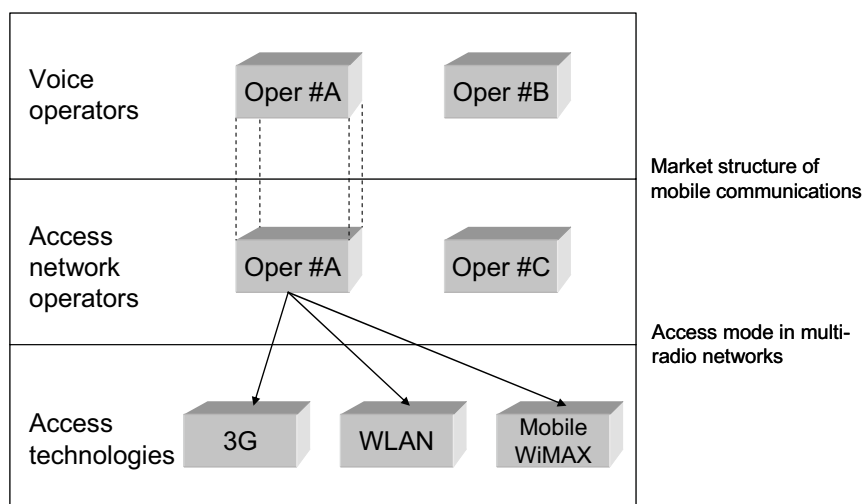 Voice
operators
Oper #A
Oper #B
Market structure of
mobile communications
Access
network
operators
Oper #A
Oper #C
Access mode in multi-
radio networks
Access
technologies
3G
WLAN
Mobile
WiMAX